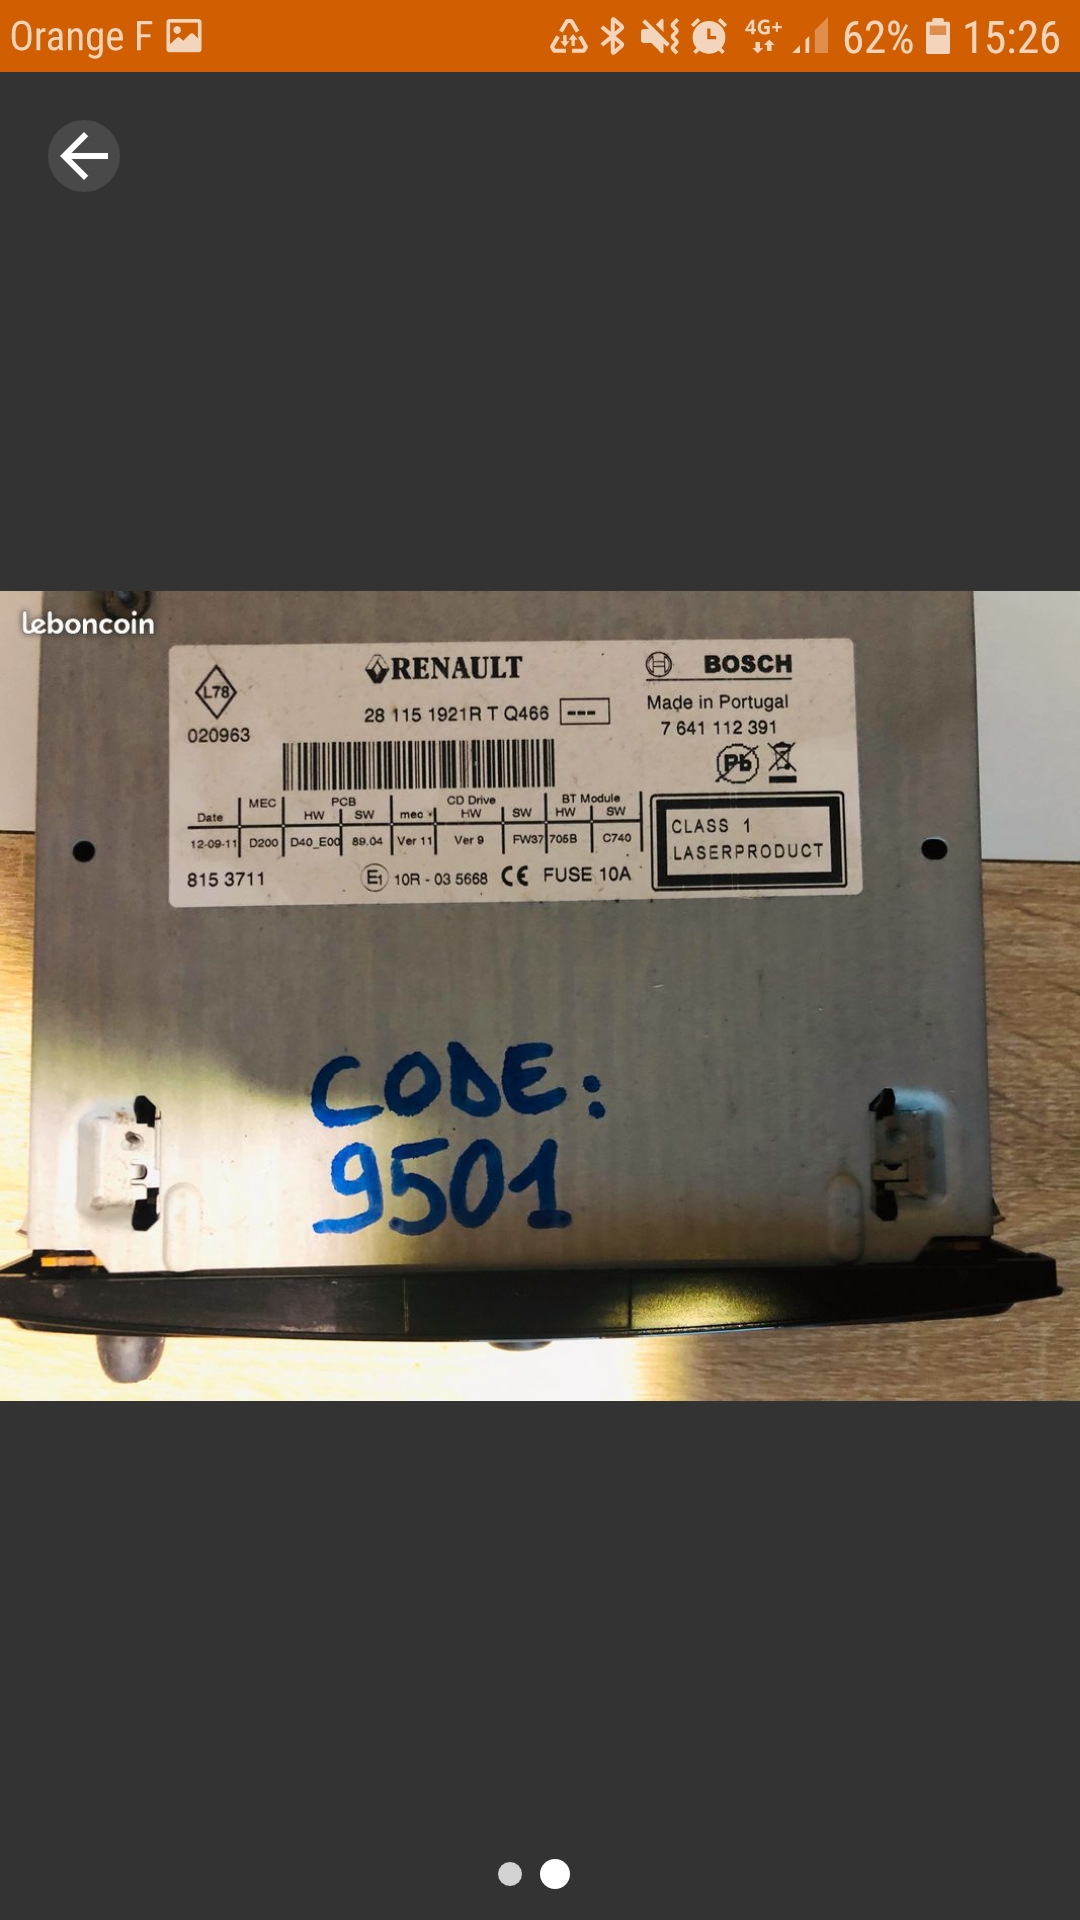 Orange F 4G+ 62% 15:26
leboncoin
L78
RENAULT
BOSCH
020963
28 115 1921R T Q466 ---
Made in Portugal
7 641 112 391
Pb
Date MEC PCB CD Drive BT Module
HW SW mec HW SW HW SW
12-09-11 D200 D40_E00 89.04 Ver 11 Ver 9 FW37 705B C740
CLASS 1
LASERPRODUCT
815 3711 E1 10R - 03 5668 CE FUSE 10A
CODE:
9501